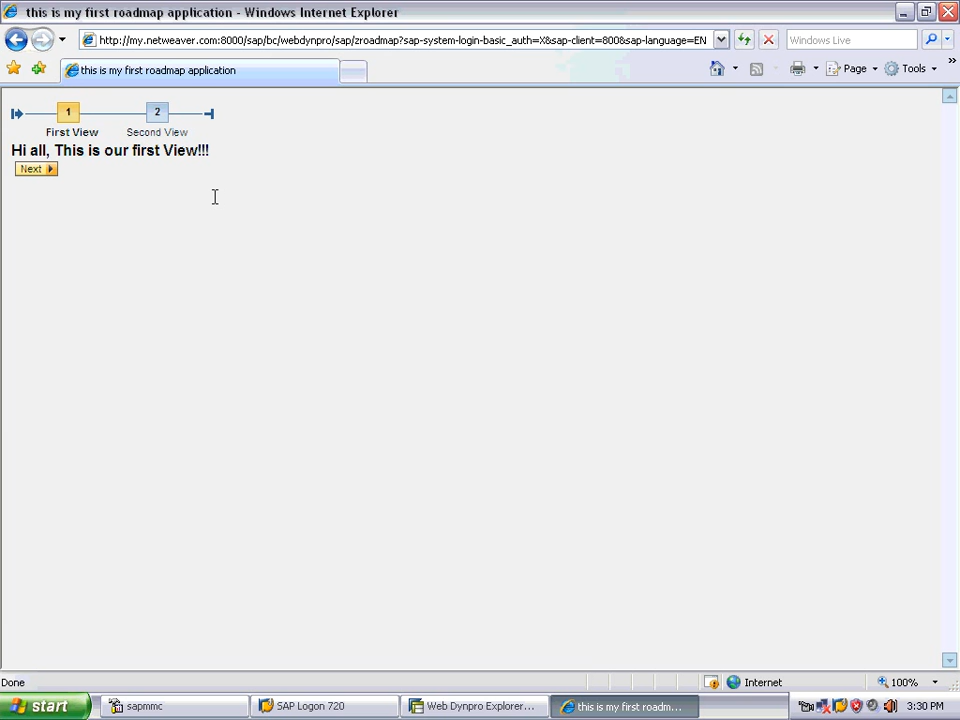 this is my first roadmap application - Windows Internet Explorer
http://my.netweaver.com:8000/sap/bc/webdynpro/sap/zroadmap?sap-system-login-basic_auth=X&sap-client=800&sap-language=EN
Windows Live
this is my first roadmap application
Page
Tools
1
2
First View
Second View
Hi all, This is our first View!!!
Next
Done
Internet
100%
start
sapmmc
SAP Logon 720
Web Dynpro Explorer...
this is my first roadm...
3:30 PM